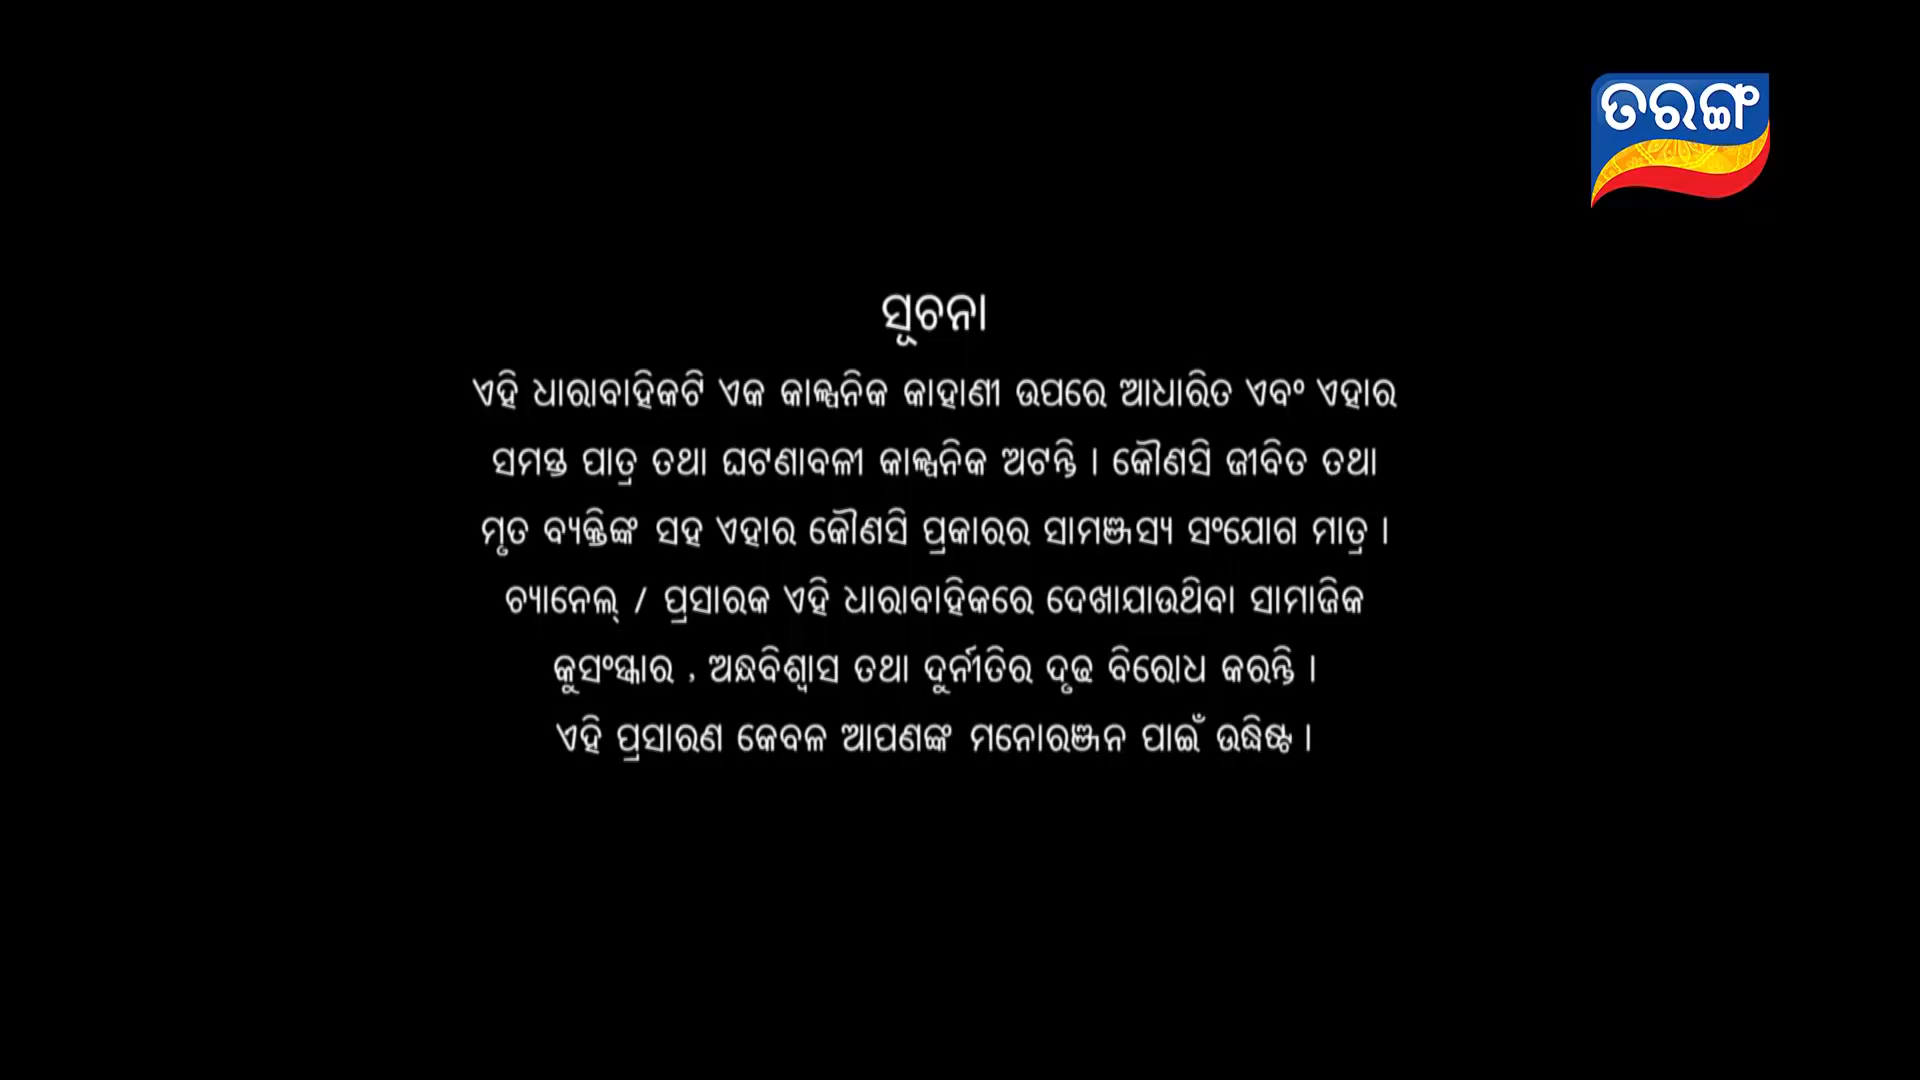 ତରଙ୍ଗ
ସୂଚନା
ଏହି ଧାରାବାହିକଟି ଏକ କାଳ୍ପନିକ କାହାଣୀ ଉପରେ ଆଧାରିତ ଏବଂ ଏହାର
ସମସ୍ତ ପାତ୍ର ତଥା ଘଟଣାବଳୀ କାଳ୍ପନିକ ଅଟନ୍ତି । କୌଣସି ଜୀବିତ ତଥା
ମୃତ ବ୍ୟକ୍ତିଙ୍କ ସହ ଏହାର କୌଣସି ପ୍ରକାରର ସାମଞ୍ଜସ୍ୟ ସଂଯୋଗ ମାତ୍ର ।
ଚ୍ୟାନେଲ୍ / ପ୍ରସାରକ ଏହି ଧାରାବାହିକରେ ଦେଖାଯାଉଥିବା ସାମାଜିକ
କୁସଂସ୍କାର , ଅନ୍ଧବିଶ୍ୱାସ ତଥା ଦୁର୍ନୀତିର ଦୃଢ ବିରୋଧ କରନ୍ତି ।
ଏହି ପ୍ରସାରଣ କେବଳ ଆପଣଙ୍କ ମନୋରଞ୍ଜନ ପାଇଁ ଉଦ୍ଧିଷ୍ଟ ।